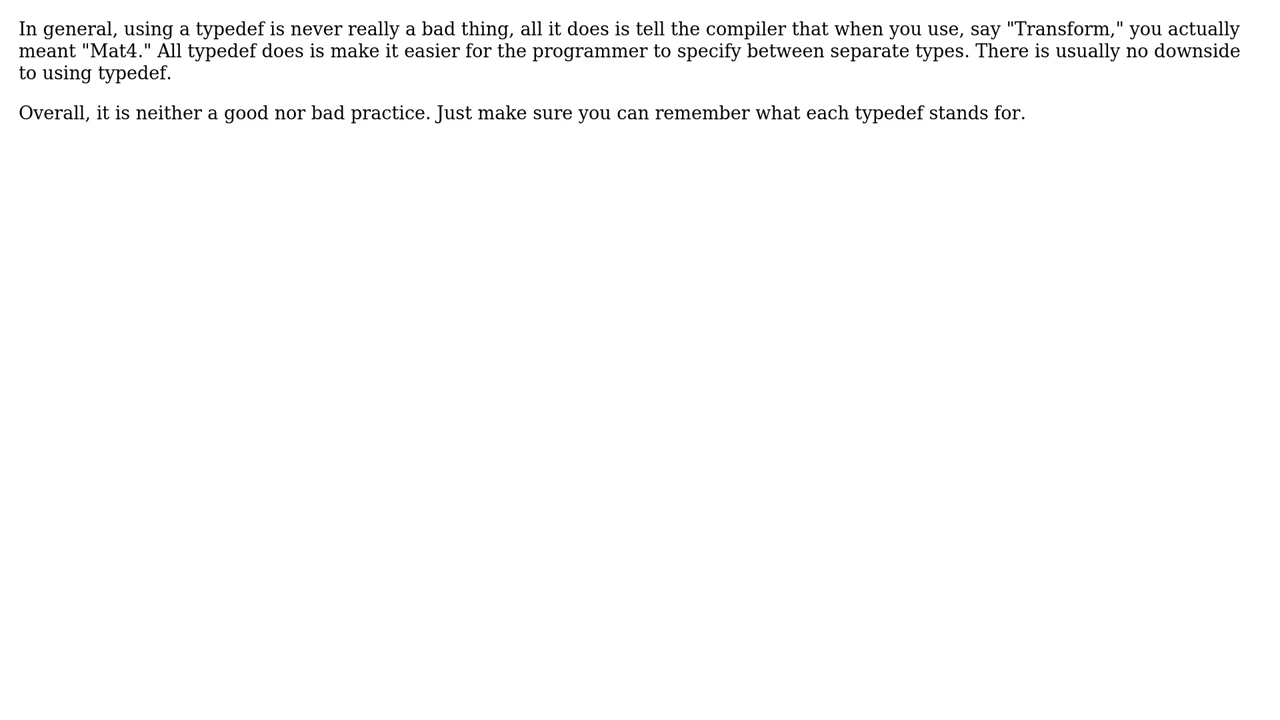 In general, using a typedef is never really a bad thing, all it does is tell the compiler that when you use, say "Transform," you actually
meant "Mat4." All typedef does is make it easier for the programmer to specify between separate types. There is usually no downside
to using typedef.
Overall, it is neither a good nor bad practice. Just make sure you can remember what each typedef stands for.